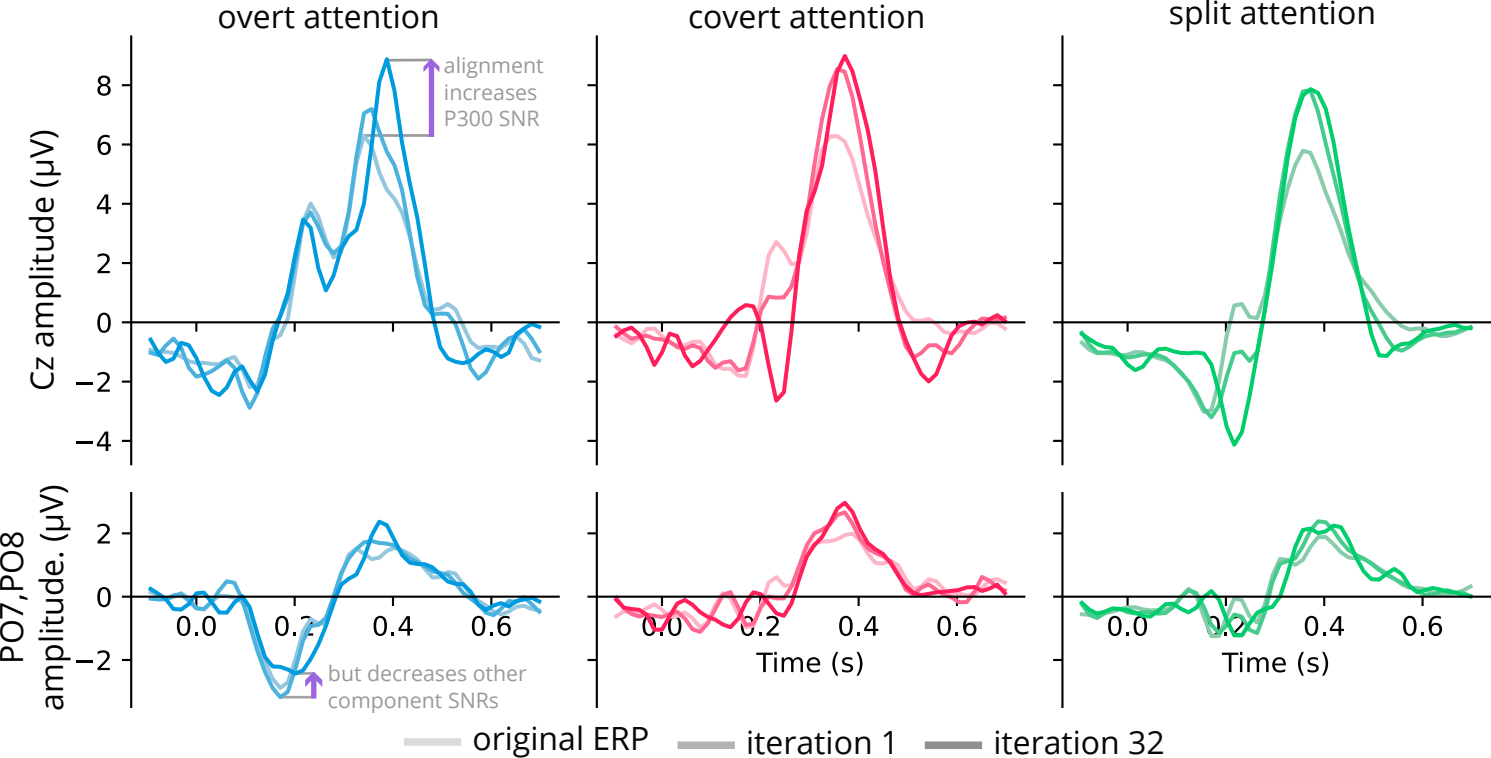 overt attention
covert attention
split attention
Cz amplitude (μV)
8
6
4
2
0
−2
−4
alignment
increases
P300 SNR
PO7,PO8
amplitude. (μV)
2
0
−2
0.0 0.2 0.4 0.6
but decreases other
component SNRs
0.0 0.2 0.4 0.6
Time (s)
0.0 0.2 0.4 0.6
Time (s)
original ERP iteration 1 iteration 32